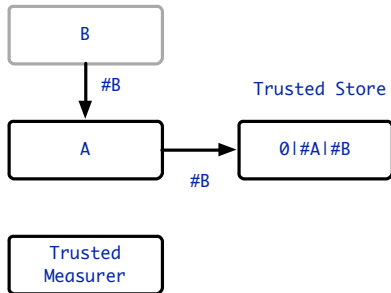 B
#B
Trusted Store
A
0|#A|#B
#B
Trusted
Measurer